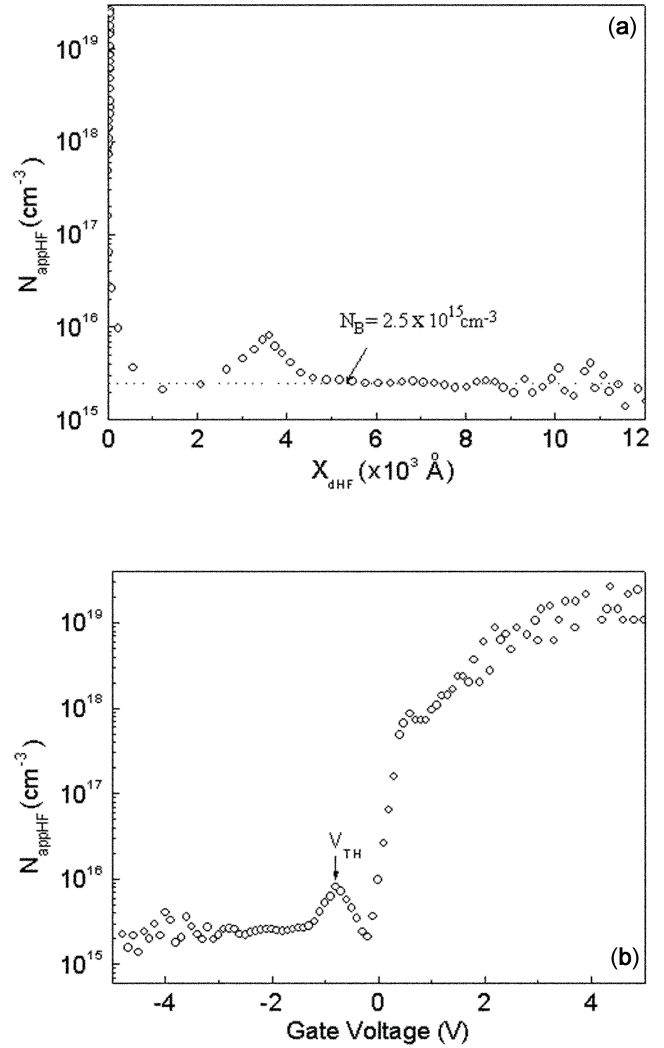 (a)
10^19
10^18
10^17
10^16
10^15
N_appHF (cm^-3)
N_B = 2.5 x 10^15 cm^-3
0 2 4 6 8 10 12
X_dHF (×10^3 Å)
10^19
10^18
10^17
10^16
10^15
N_appHF (cm^-3)
V_TH
(b)
-4 -2 0 2 4
Gate Voltage (V)